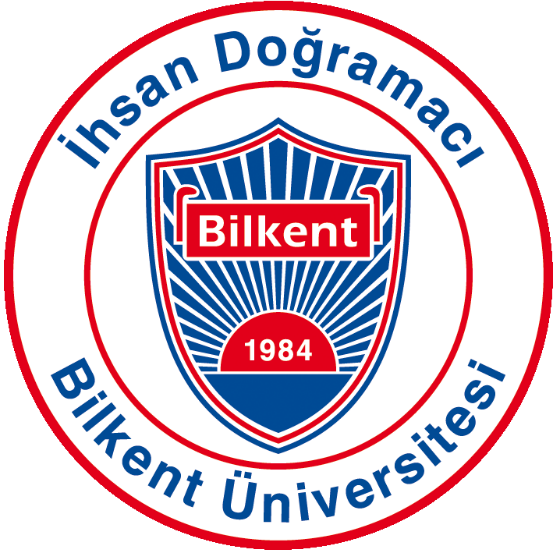 İhsan Doğramacı
Bilkent
1984
Bilkent Üniversitesi